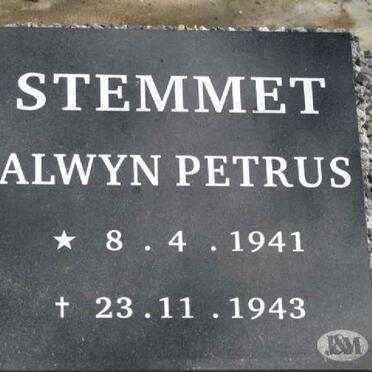 STEMMET
ALWYN PETRUS
★ 8 . 4 . 1941
✝ 23 . 11 . 1943